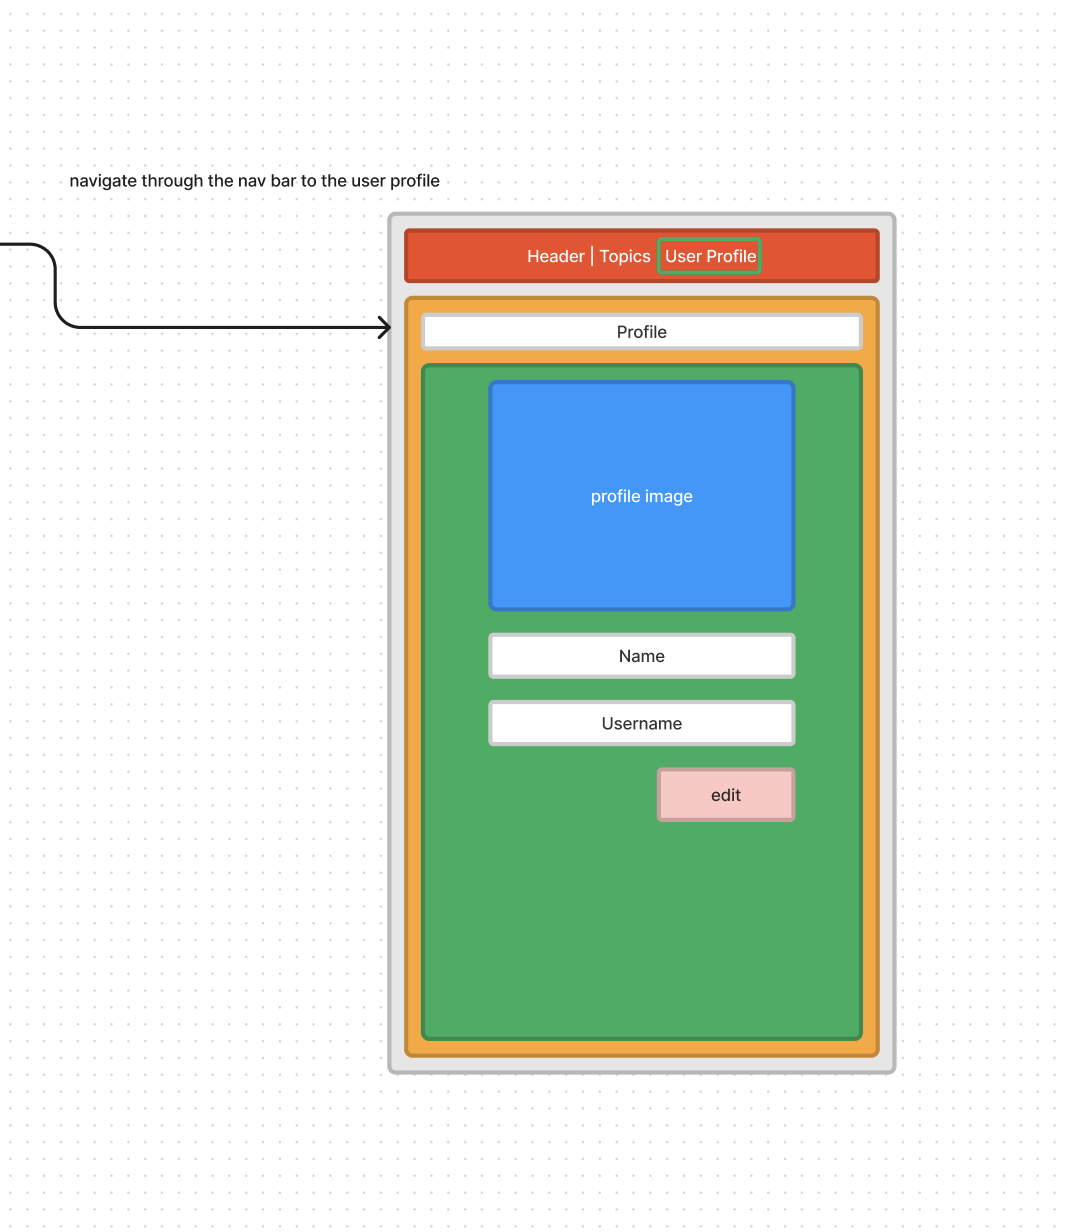 navigate through the nav bar to the user profile
Header | Topics User Profile
Profile
profile image
Name
Username
edit